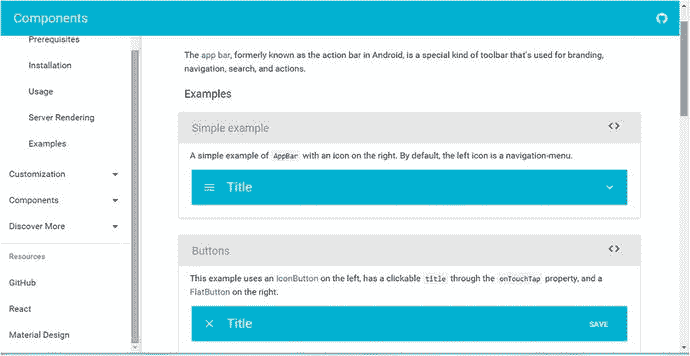 Components
Prerequisites
Installation
Usage
Server Rendering
Examples
Customization
Components
Discover More
Resources
GitHub
React
Material Design
The app bar, formerly known as the action bar in Android, is a special kind of toolbar that's used for branding,
navigation, search, and actions.
Examples
Simple example
<>
A simple example of AppBar with an icon on the right. By default, the left icon is a navigation-menu.
Title
Buttons
<>
This example uses an IconButton on the left, has a clickable title through the onTouchTap property, and a
FlatButton on the right.
Title SAVE